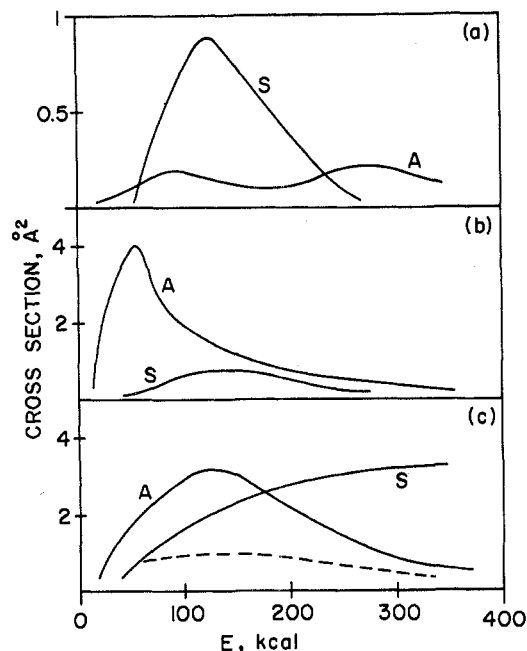 1
(a)
S
0.5
A
(b)
4
A
2
S
(c)
4
A
S
2
CROSS SECTION, Å²
0 100 200 300 400
E, kcal